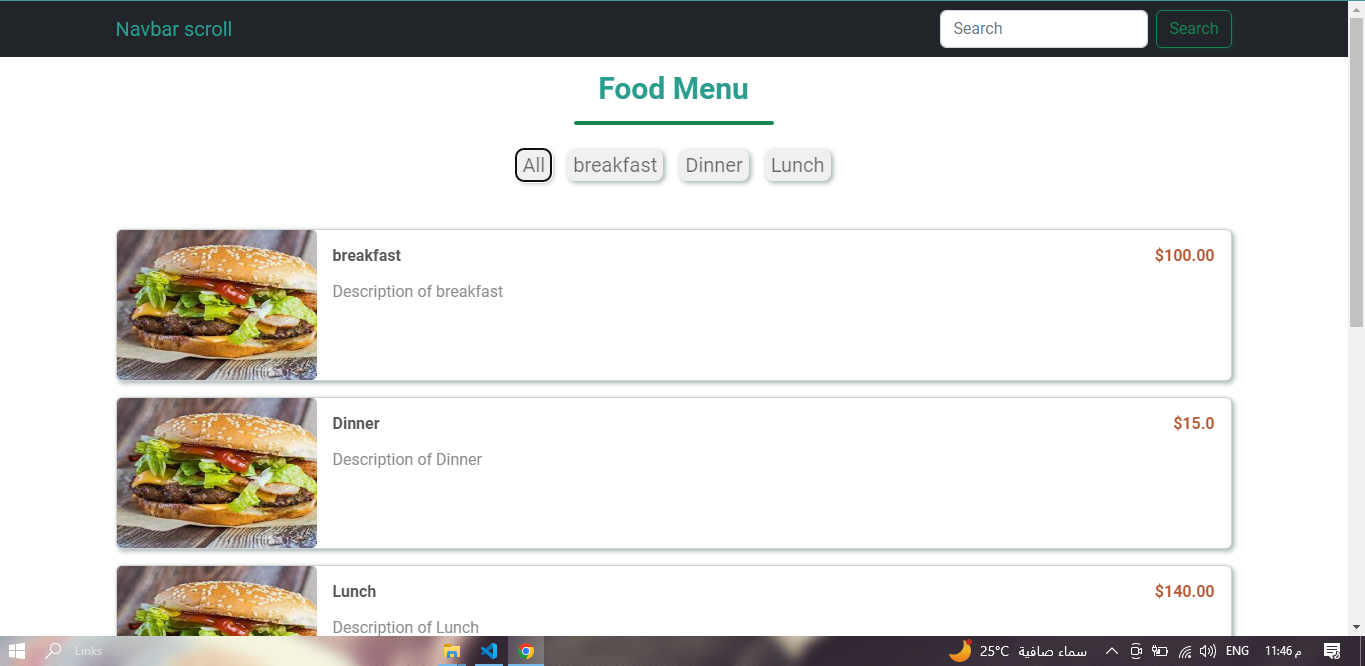 Navbar scroll
Search
Search
Food Menu
All
breakfast
Dinner
Lunch
breakfast
$100.00
Description of breakfast
Dinner
$15.0
Description of Dinner
Lunch
$140.00
Description of Lunch
Links
25°C سماء صافية
ENG
11:46 م